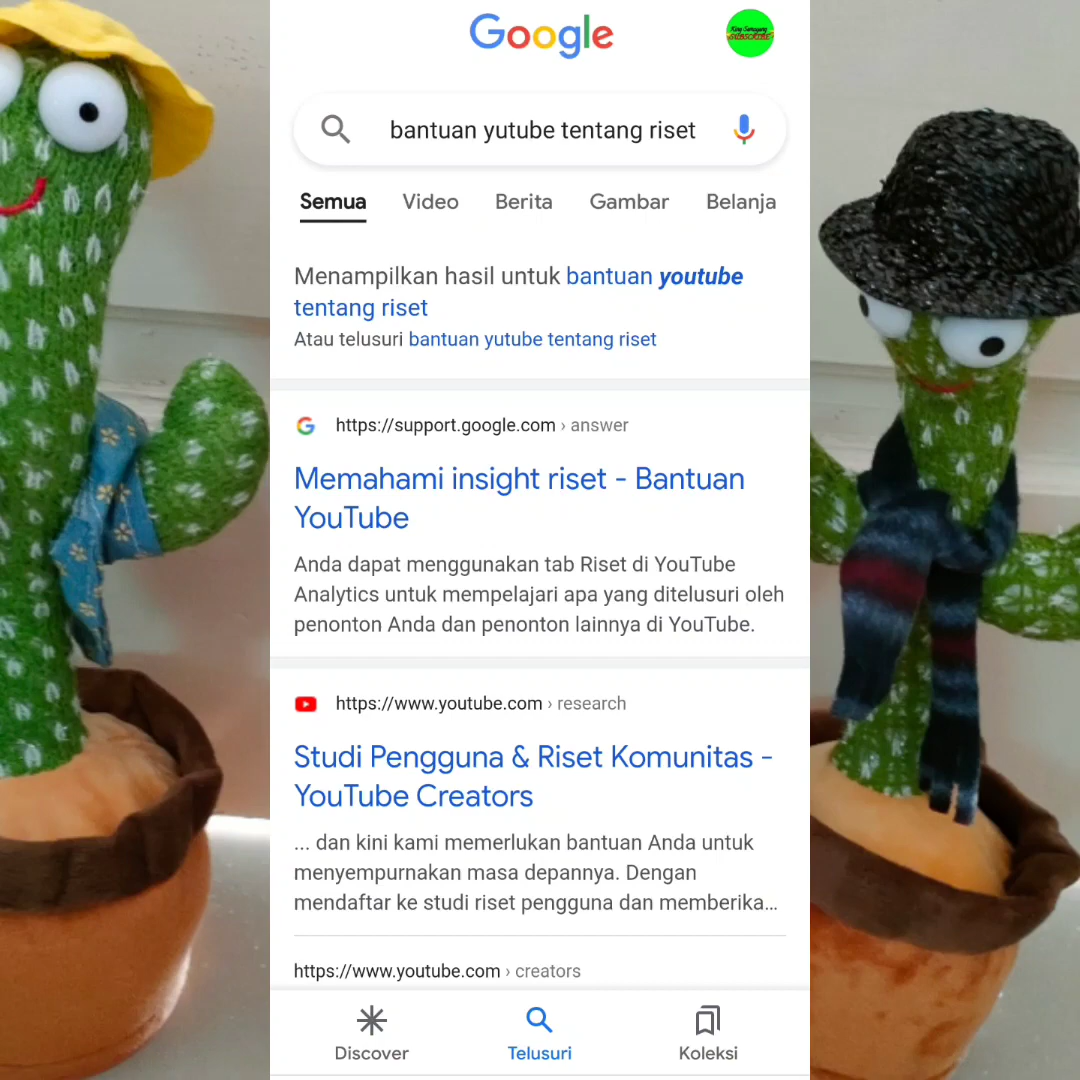 Google
SUBSCRIBE
bantuan yutube tentang riset
Semua Video Berita Gambar Belanja
Menampilkan hasil untuk bantuan youtube
tentang riset
Atau telusuri bantuan yutube tentang riset
https://support.google.com › answer
Memahami insight riset - Bantuan
YouTube
Anda dapat menggunakan tab Riset di YouTube
Analytics untuk mempelajari apa yang ditelusuri oleh
penonton Anda dan penonton lainnya di YouTube.
https://www.youtube.com › research
Studi Pengguna & Riset Komunitas -
YouTube Creators
... dan kini kami memerlukan bantuan Anda untuk
menyempurnakan masa depannya. Dengan
mendaftar ke studi riset pengguna dan memberika...
https://www.youtube.com › creators
Discover Telusuri Koleksi